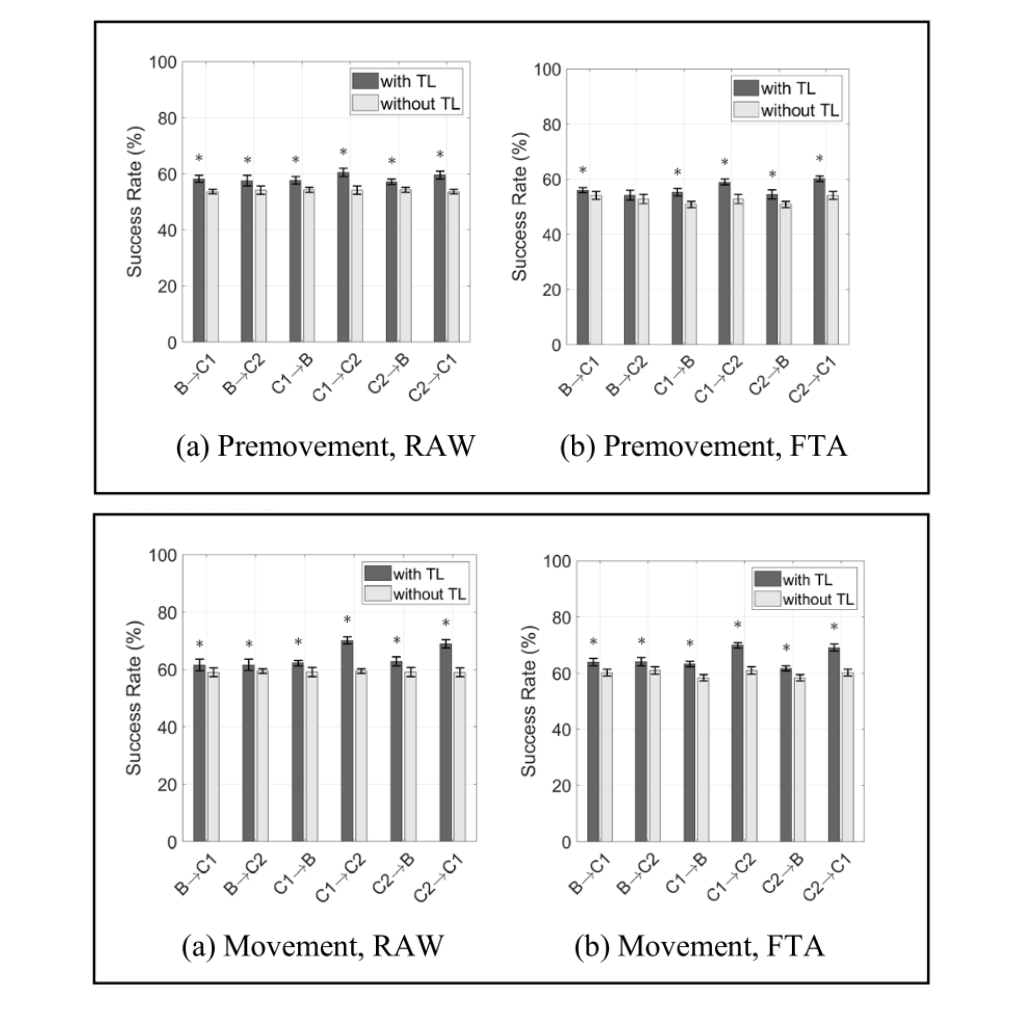 100
80
60
40
20
0
Success Rate (%)
with TL
without TL
* * * * * *
B→C1 B→C2 C1→B C1→C2 C2→B C2→C1
(a) Premovement, RAW
100
80
60
40
20
0
Success Rate (%)
with TL
without TL
* * * * *
B→C1 B→C2 C1→B C1→C2 C2→B C2→C1
(b) Premovement, FTA
100
80
60
40
20
0
Success Rate (%)
with TL
without TL
* * * * * *
B→C1 B→C2 C1→B C1→C2 C2→B C2→C1
(a) Movement, RAW
100
80
60
40
20
0
Success Rate (%)
with TL
without TL
* * * * * *
B→C1 B→C2 C1→B C1→C2 C2→B C2→C1
(b) Movement, FTA